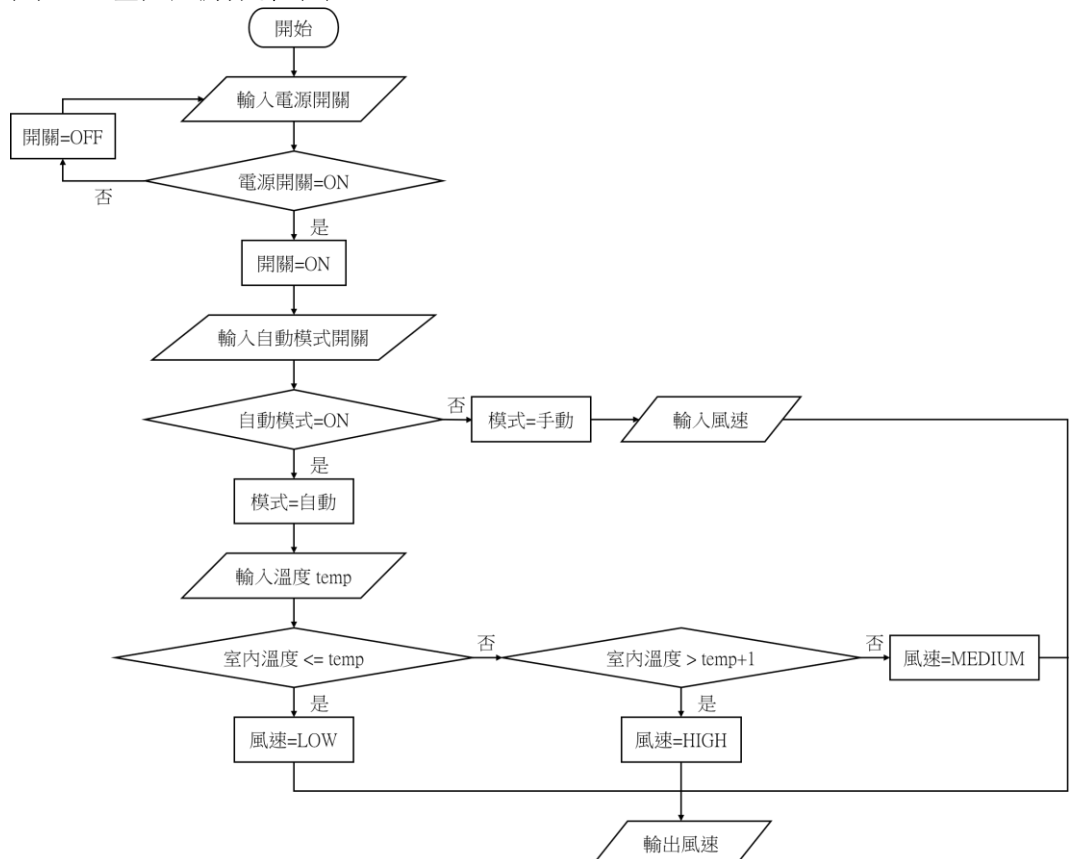 開始
輸入電源開關
開關=OFF
電源開關=ON
否
是
開關=ON
輸入自動模式開關
自動模式=ON
否
模式=手動
輸入風速
是
模式=自動
輸入溫度 temp
室內溫度 <= temp
否
室內溫度 > temp+1
否
風速=MEDIUM
是
是
風速=LOW
風速=HIGH
輸出風速